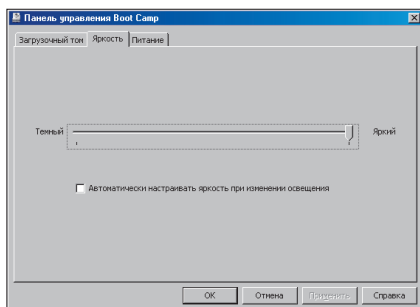 Панель управления Boot Camp
Загрузочный том Яркость Питание
Темный Яркий
Автоматически настраивать яркость при изменении освещения
OK Отмена Применить Справка